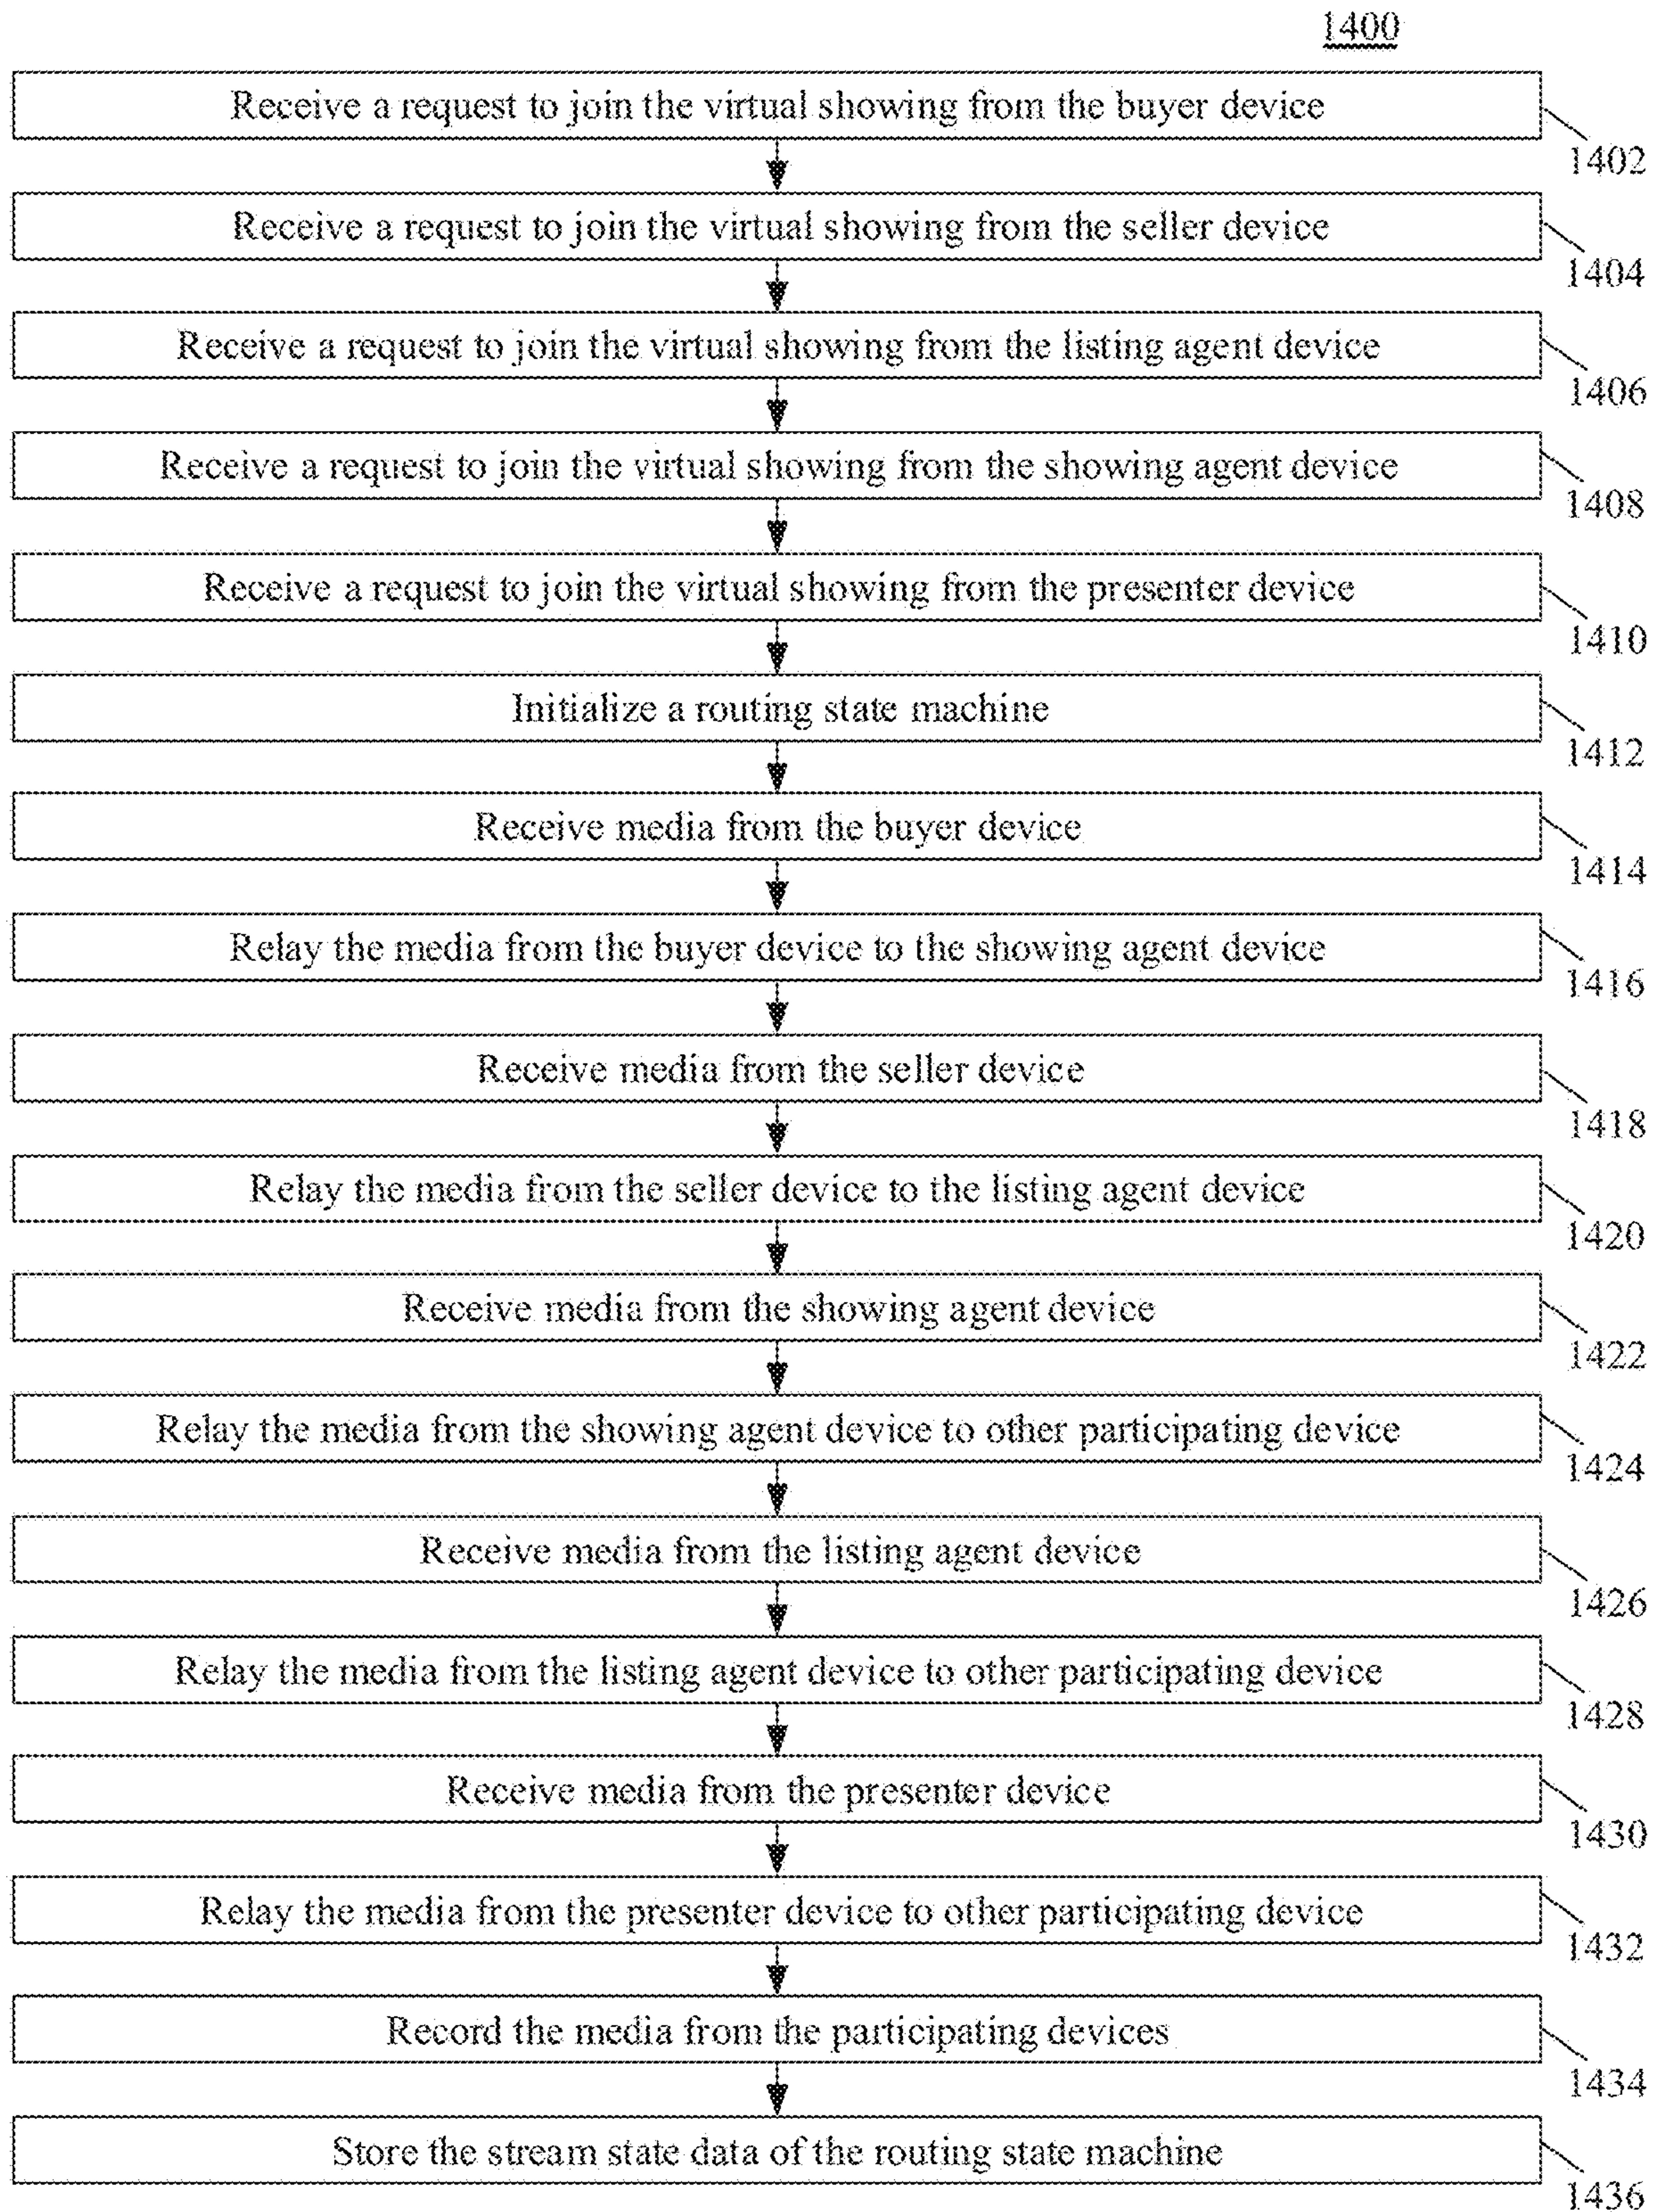 1400
Receive a request to join the virtual showing from the buyer device
1402
Receive a request to join the virtual showing from the seller device
1404
Receive a request to join the virtual showing from the listing agent device
1406
Receive a request to join the virtual showing from the showing agent device
1408
Receive a request to join the virtual showing from the presenter device
1410
Initialize a routing state machine
1412
Receive media from the buyer device
1414
Relay the media from the buyer device to the showing agent device
1416
Receive media from the seller device
1418
Relay the media from the seller device to the listing agent device
1420
Receive media from the showing agent device
1422
Relay the media from the showing agent device to other participating device
1424
Receive media from the listing agent device
1426
Relay the media from the listing agent device to other participating device
1428
Receive media from the presenter device
1430
Relay the media from the presenter device to other participating device
1432
Record the media from the participating devices
1434
Store the stream state data of the routing state machine
1436